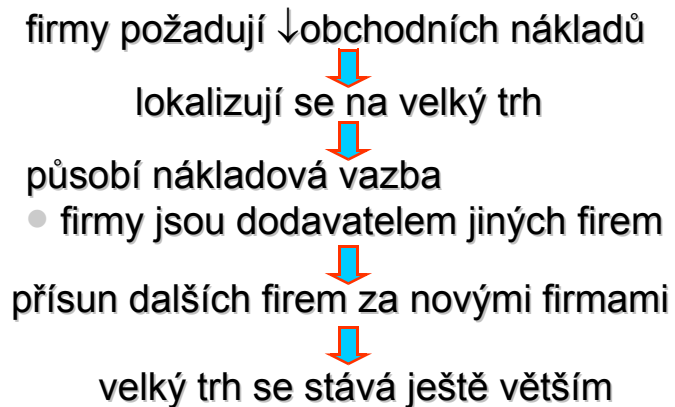 firmy požadují ↓obchodních nákladů
lokalizují se na velký trh
působí nákladová vazba
• firmy jsou dodavatelem jiných firem
přísun dalších firem za novými firmami
velký trh se stává ještě větším